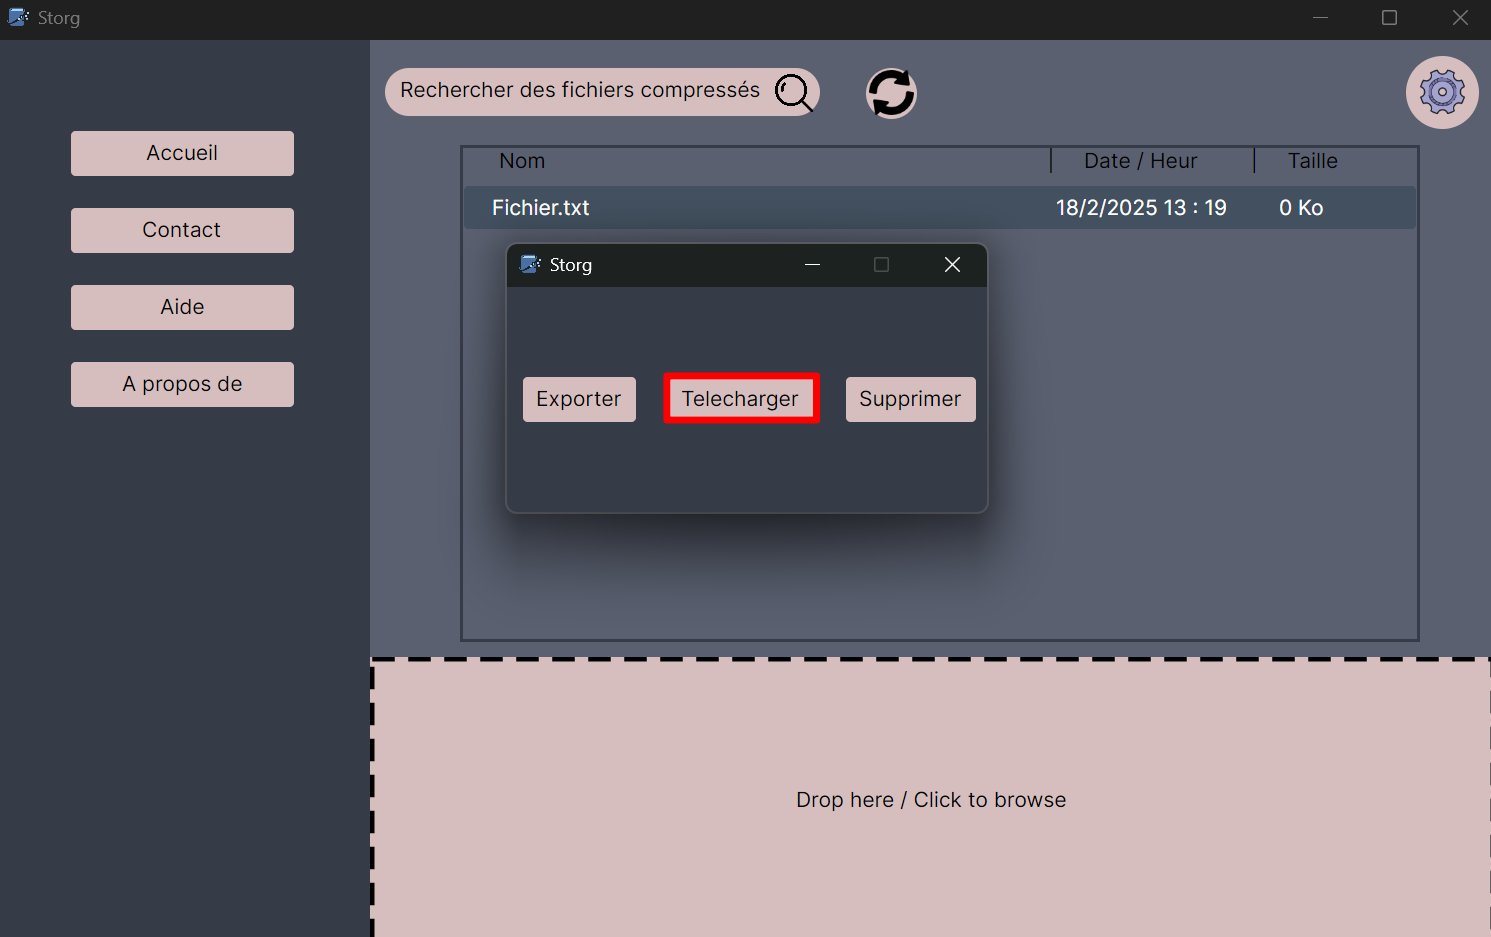 Storg
Rechercher des fichiers compressés
Accueil
Contact
Aide
A propos de
Nom | Date / Heur | Taille
Fichier.txt 18/2/2025 13 : 19 0 Ko
Storg
Exporter Telecharger Supprimer
Drop here / Click to browse